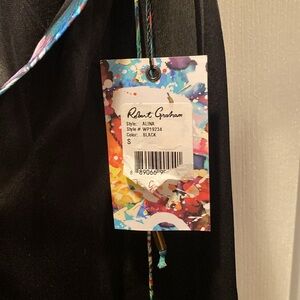 Robert Graham
Style: ALINA
Style # WP19234
Color: BLACK
S